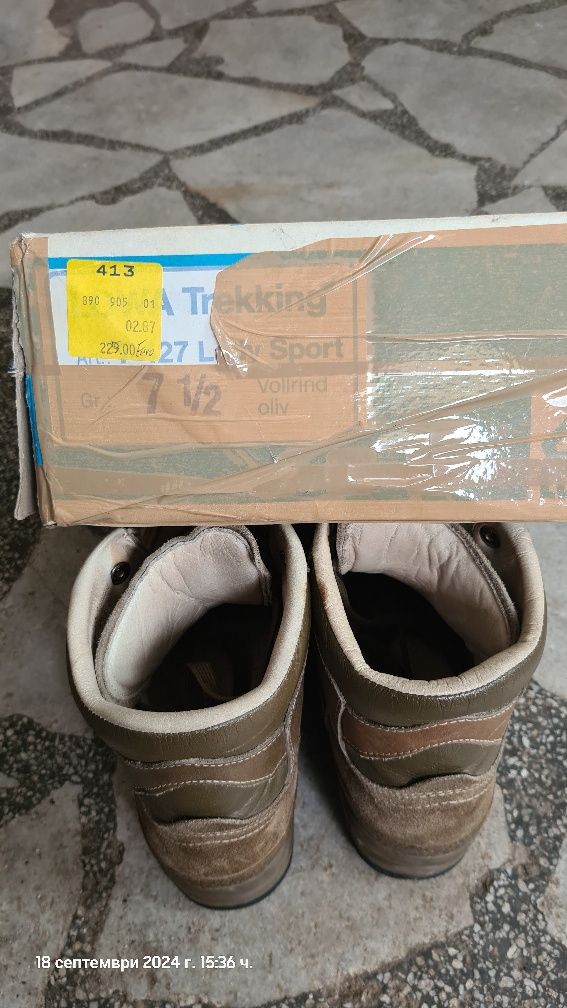 413
890 905 01
02.87
229.00
A Trekking
Art.: 27 L Sport
Gr.: 7 1/2
Vollrind
oliv
18 септември 2024 г. 15:36 ч.